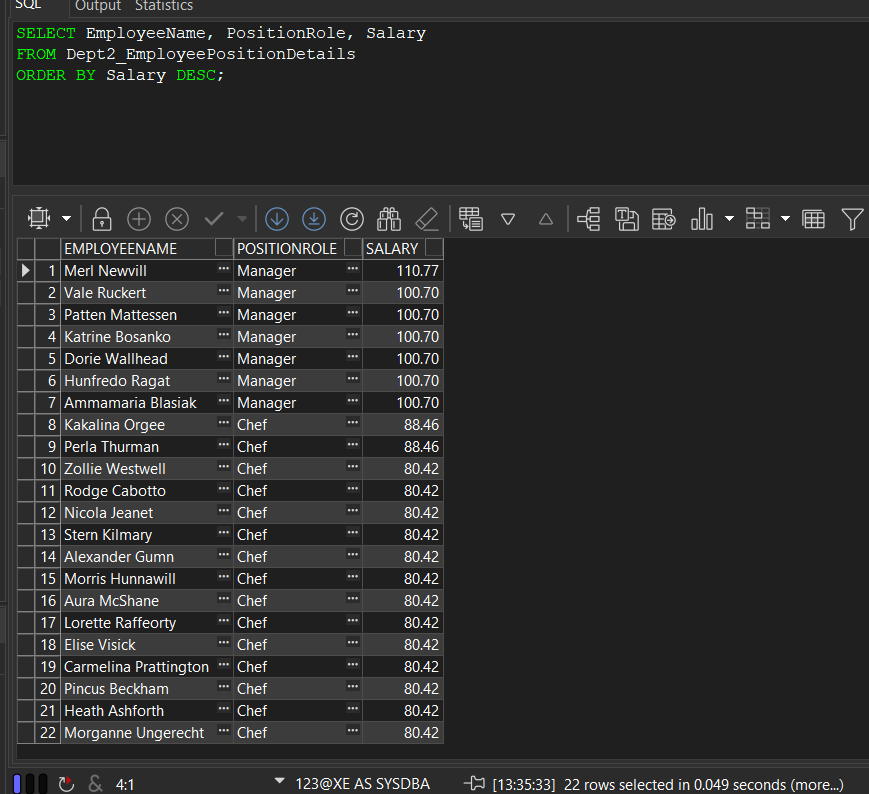 SQL Output Statistics
SELECT EmployeeName, PositionRole, Salary
FROM Dept2_EmployeePositionDetails
ORDER BY Salary DESC;
EMPLOYEENAME POSITIONROLE SALARY
1 Merl Newvill ... Manager ... 110.77
2 Vale Ruckert ... Manager ... 100.70
3 Patten Mattessen ... Manager ... 100.70
4 Katrine Bosanko ... Manager ... 100.70
5 Dorie Wallhead ... Manager ... 100.70
6 Hunfredo Ragat ... Manager ... 100.70
7 Ammamaria Blasiak ... Manager ... 100.70
8 Kakalina Orgee ... Chef ... 88.46
9 Perla Thurman ... Chef ... 88.46
10 Zollie Westwell ... Chef ... 80.42
11 Rodge Cabotto ... Chef ... 80.42
12 Nicola Jeanet ... Chef ... 80.42
13 Stern Kilmary ... Chef ... 80.42
14 Alexander Gumn ... Chef ... 80.42
15 Morris Hunnawill ... Chef ... 80.42
16 Aura McShane ... Chef ... 80.42
17 Lorette Raffeorty ... Chef ... 80.42
18 Elise Visick ... Chef ... 80.42
19 Carmelina Prattington ... Chef ... 80.42
20 Pincus Beckham ... Chef ... 80.42
21 Heath Ashforth ... Chef ... 80.42
22 Morganne Ungerecht ... Chef ... 80.42
& 4:1 123@XE AS SYSDBA [13:35:33] 22 rows selected in 0.049 seconds (more...)